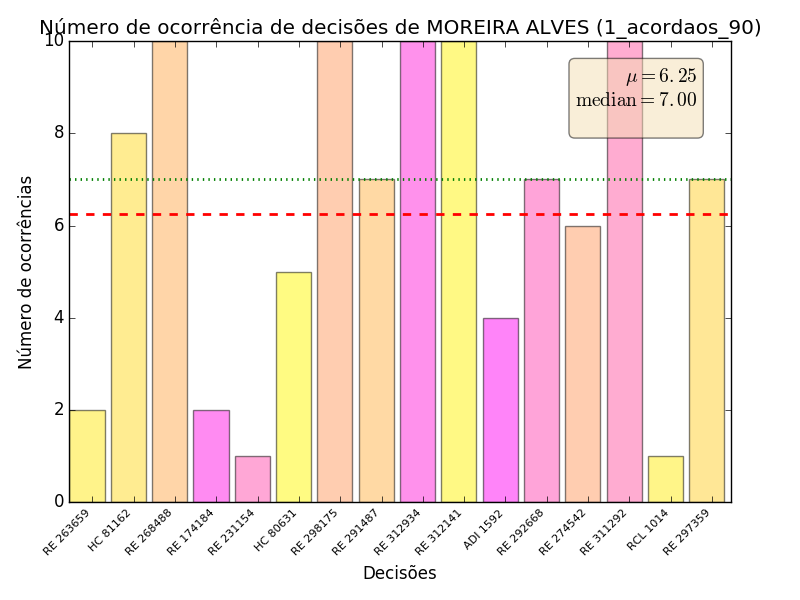 Número de ocorrência de decisões de MOREIRA ALVES (1_acordaos_90)
μ = 6.25
median = 7.00
Número de ocorrências
10
8
6
4
2
0
RE 263659
HC 81162
RE 268488
RE 174184
RE 231154
HC 80631
RE 298175
RE 291487
RE 312934
RE 312141
ADI 1592
RE 292668
RE 274542
RE 311292
RCL 1014
RE 297359
Decisões